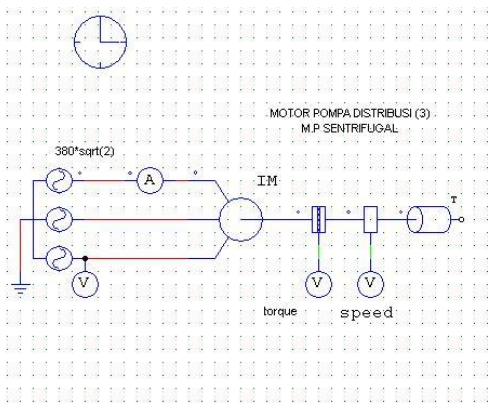 MOTOR POMPA DISTRIBUSI (3)
M.P SENTRIFUGAL
380*sqrt(2)
A
IM
T
V
V
V
torque
speed